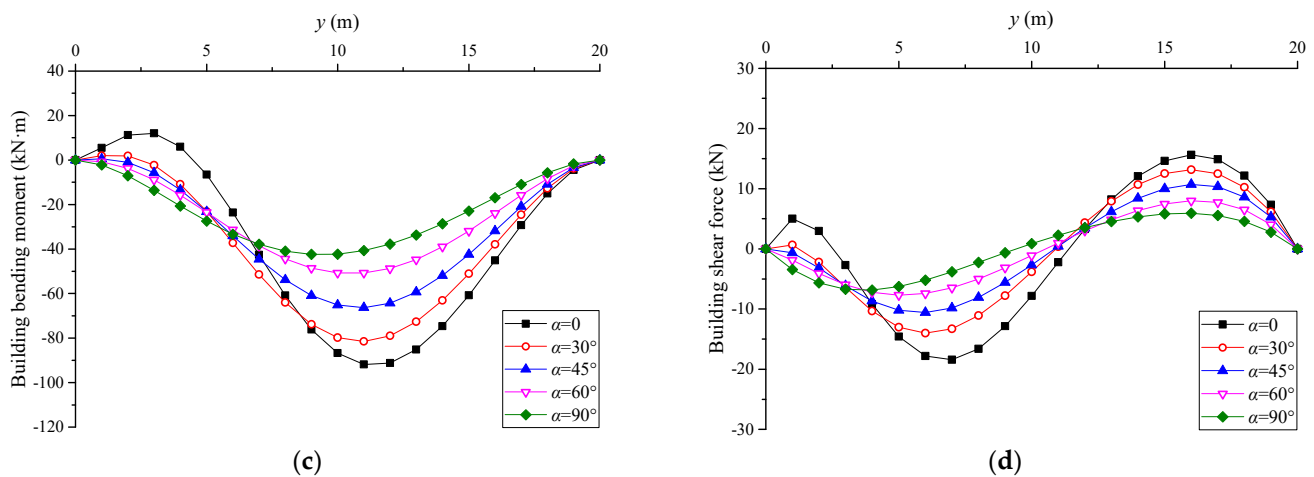 y (m)
0 5 10 15 20
40
20
0
-20
-40
-60
-80
-100
-120
Building bending moment (kN·m)
α=0
α=30°
α=45°
α=60°
α=90°
(c)
y (m)
0 5 10 15 20
30
20
10
0
-10
-20
-30
Building shear force (kN)
α=0
α=30°
α=45°
α=60°
α=90°
(d)